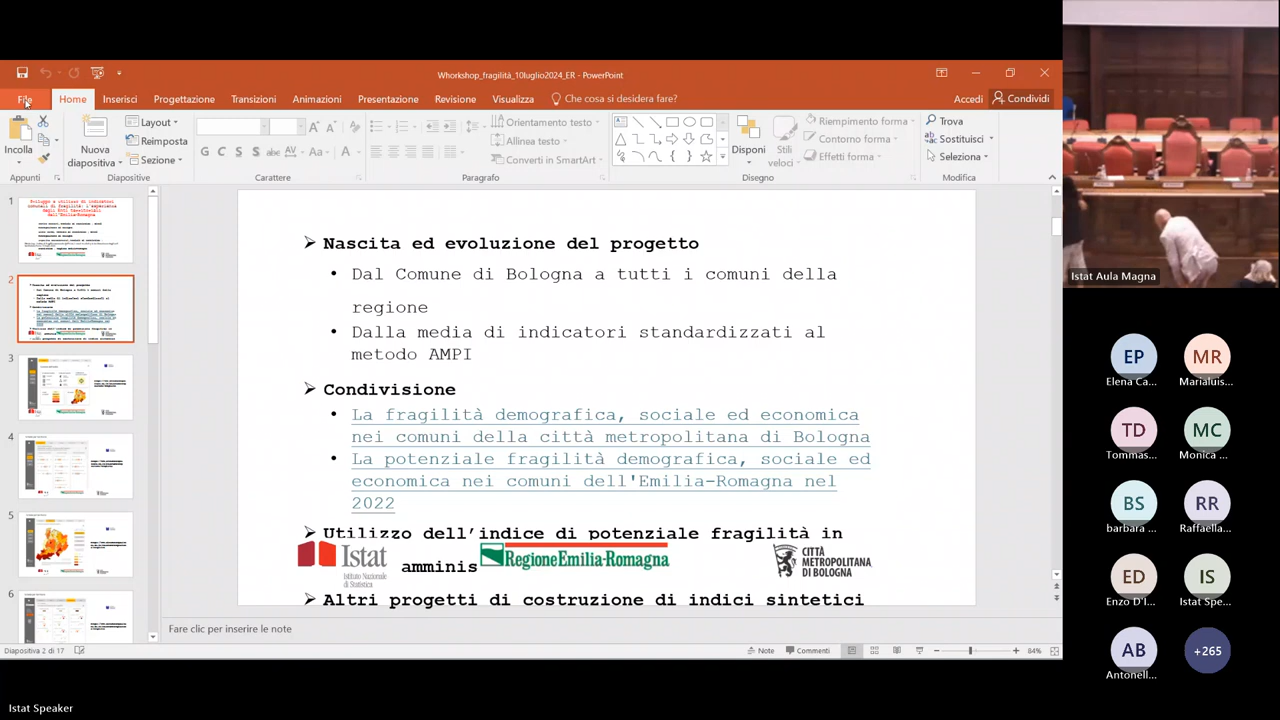 Whorkshop_fragilità_10luglio2024_ER - PowerPoint
File
Home
Inserisci
Progettazione
Transizioni
Animazioni
Presentazione
Revisione
Visualizza
Che cosa si desidera fare?
Accedi
Condividi
Incolla
Nuova
diapositiva
Layout
Reimposta
Sezione
Orientamento testo
Allinea testo
Converti in SmartArt
Disponi
Stili
veloci
Riempimento forma
Contorno forma
Effetti forma
Trova
Sostituisci
Seleziona
Appunti
Diapositive
Carattere
Paragrafo
Disegno
Modifica
1
2
3
4
5
6
Nascita ed evoluzione del progetto
• Dal Comune di Bologna a tutti i comuni della
regione
• Dalla media di indicatori standardizzati al
metodo AMPI
Condivisione
• La fragilità demografica, sociale ed economica
nei comuni della città metropolitana di Bologna
• La potenziale fragilità demografica, sociale ed
economica nei comuni dell'Emilia-Romagna nel
2022
Utilizzo dell'indice di potenziale fragilità in
amminis
Altri progetti di costruzione di indici sintetici
Istat
Istituto Nazionale
di Statistica
RegioneEmilia-Romagna
CITTÀ
METROPOLITANA
DI BOLOGNA
Fare clic per inserire le note
Diapositiva 2 di 17
Note
Commenti
84%
Istat Speaker
Istat Aula Magna
EP
Elena Ca...
MR
Marialuis...
TD
Tommas...
MC
Monica ...
BS
barbara ...
RR
Raffaella...
ED
Enzo D'I...
IS
Istat Spe...
AB
Antonell...
+265